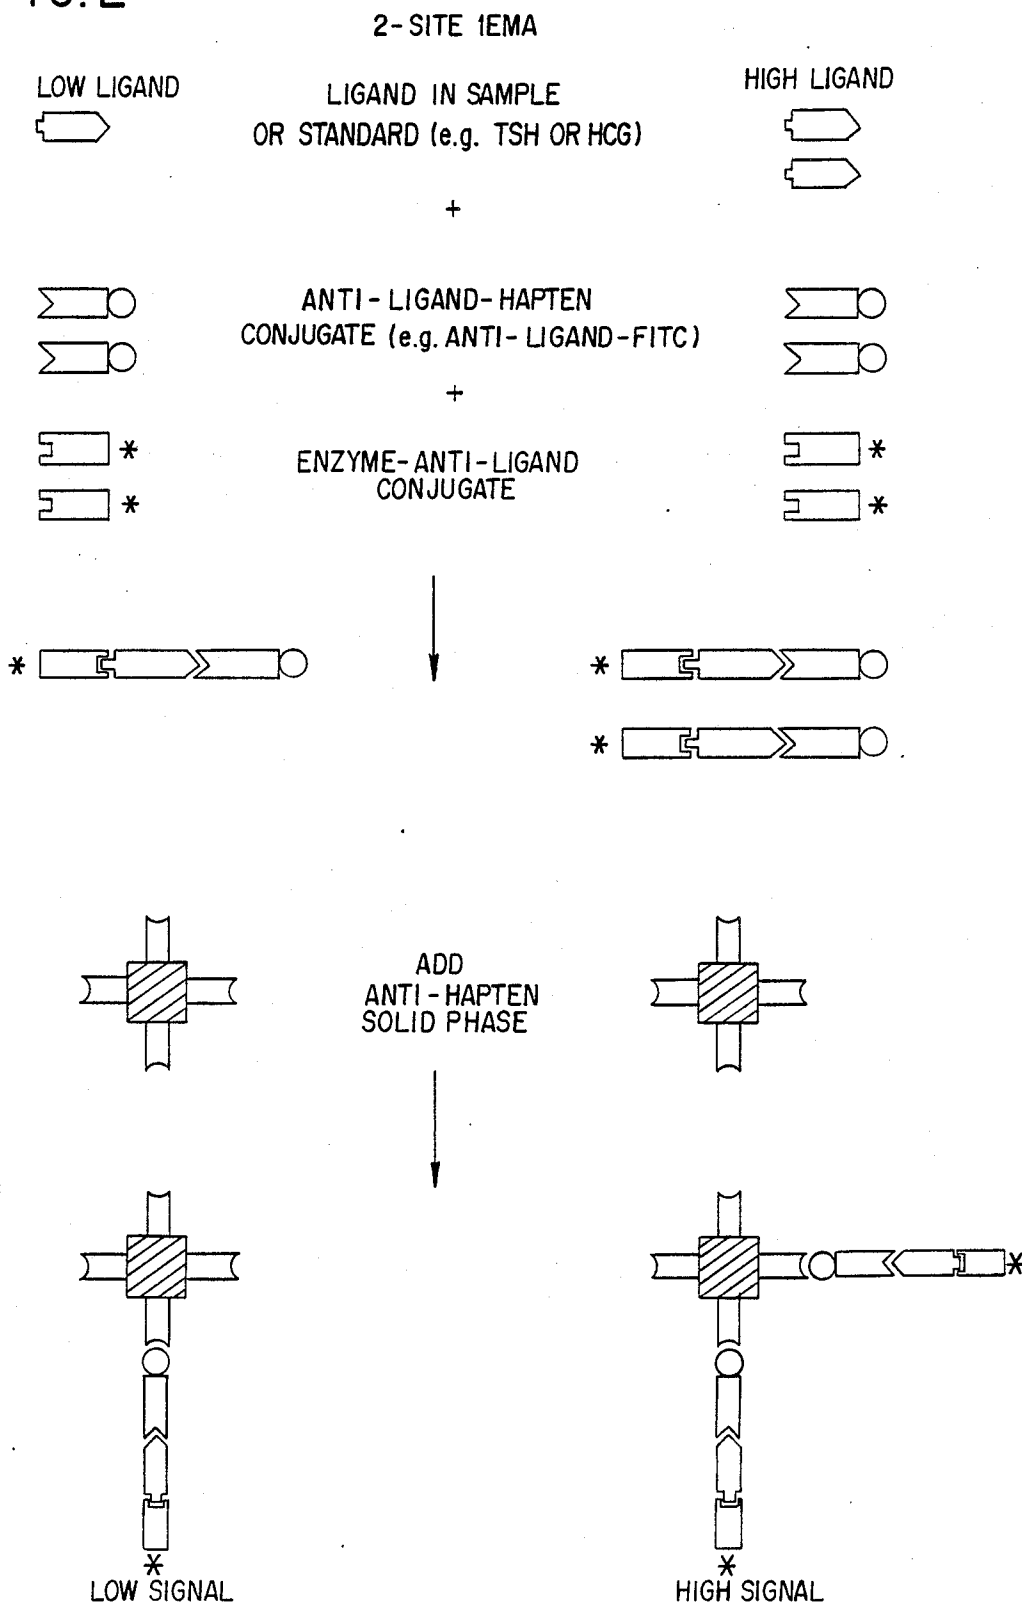 2-SITE IEMA
LOW LIGAND
LIGAND IN SAMPLE
OR STANDARD (e.g. TSH OR HCG)
HIGH LIGAND
+
ANTI-LIGAND-HAPTEN
CONJUGATE (e.g. ANTI-LIGAND-FITC)
+
*
*
ENZYME-ANTI-LIGAND
CONJUGATE
*
*
*
*
*
ADD
ANTI-HAPTEN
SOLID PHASE
*
*
LOW SIGNAL
*
HIGH SIGNAL